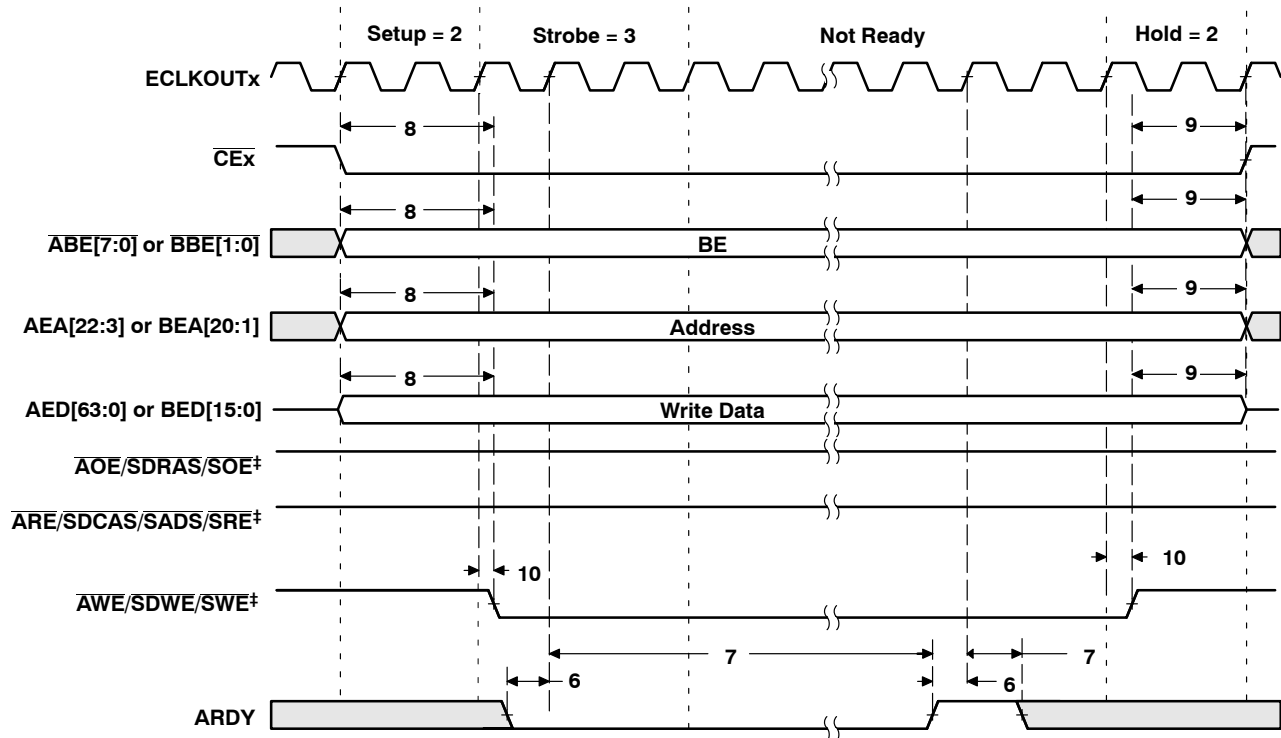 Setup = 2 Strobe = 3 Not Ready Hold = 2
ECLKOUTx
8 9
CEx
8 9
ABE[7:0] or BBE[1:0] BE
8 9
AEA[22:3] or BEA[20:1] Address
8 9
AED[63:0] or BED[15:0] Write Data
AOE/SDRAS/SOE‡
ARE/SDCAS/SADS/SRE‡
10 10
AWE/SDWE/SWE‡
7 7
6 6
ARDY